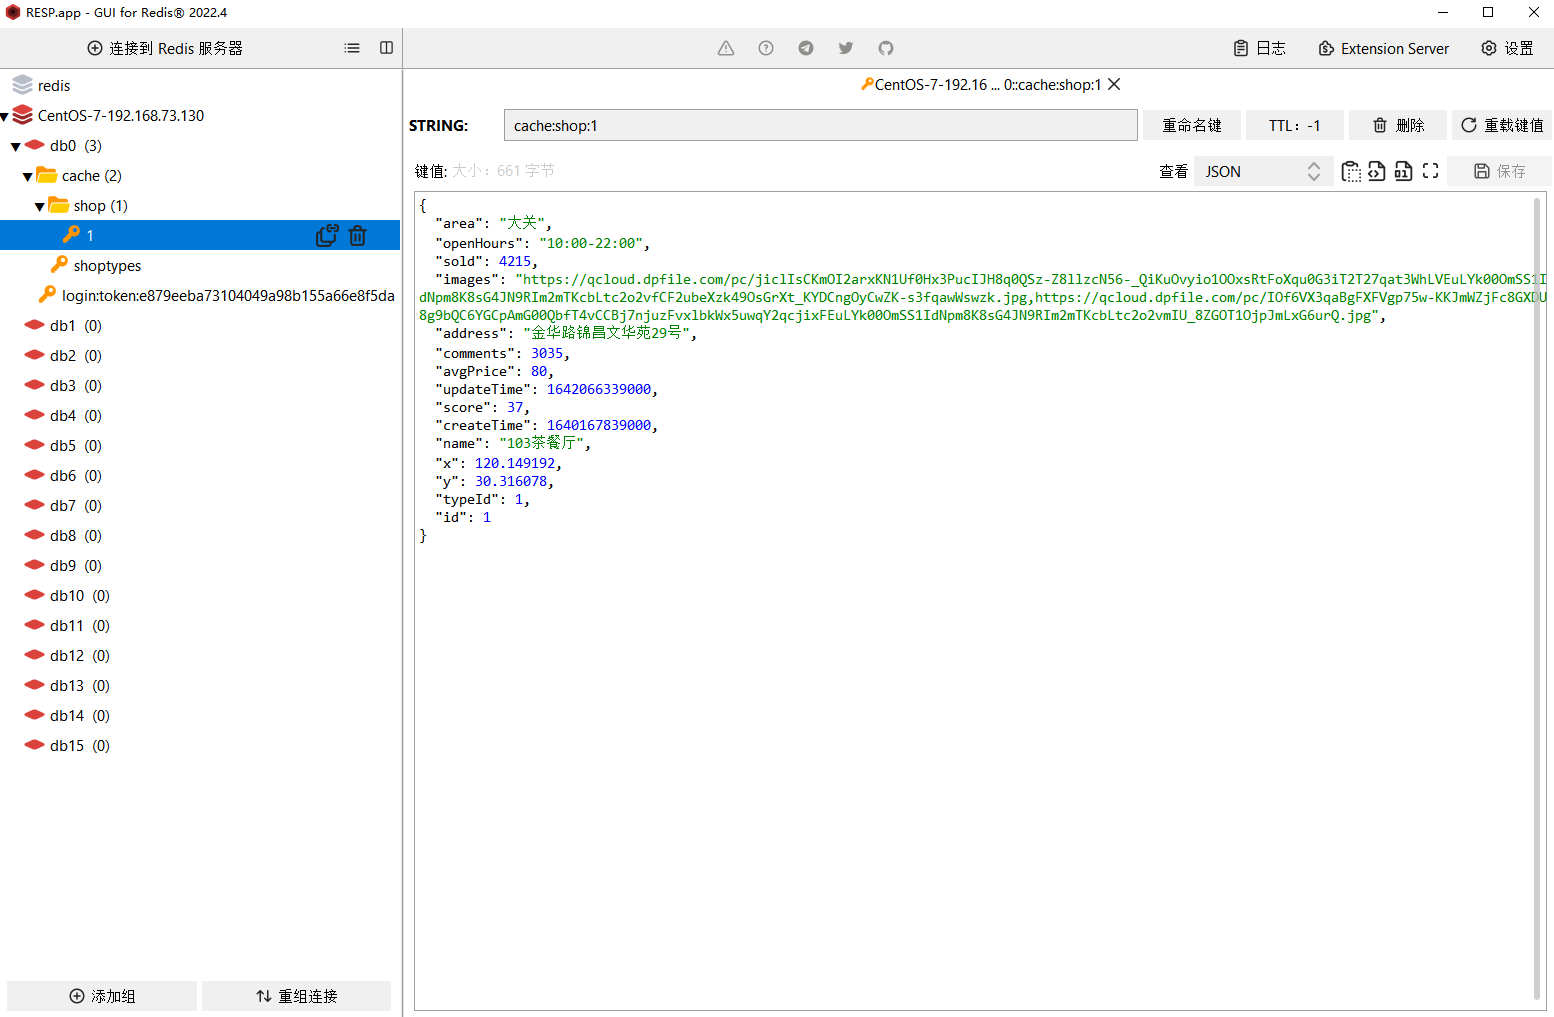 RESP.app - GUI for Redis® 2022.4
连接到 Redis 服务器
日志
Extension Server
设置
redis
CentOS-7-192.168.73.130
db0 (3)
cache (2)
shop (1)
1
shoptypes
login:token:e879eeba73104049a98b155a66e8f5da
db1 (0)
db2 (0)
db3 (0)
db4 (0)
db5 (0)
db6 (0)
db7 (0)
db8 (0)
db9 (0)
db10 (0)
db11 (0)
db12 (0)
db13 (0)
db14 (0)
db15 (0)
添加组
重组连接
CentOS-7-192.16 ... 0::cache:shop:1
STRING:
cache:shop:1
重命名键
TTL: -1
删除
重载键值
键值: 大小: 661 字节
查看
JSON
保存
{
"area": "大关",
"openHours": "10:00-22:00",
"sold": 4215,
"images": "https://qcloud.dpfile.com/pc/jiclIsCKmOI2arxKN1Uf0Hx3PucIJH8q0QSz-Z8llzcN56-_QiKuOvyio1OOxsRtFoXqu0G3iT2T27qat3WhLVEuLYk00OmSS1I
dNpm8K8sG4JN9RIm2mTKcbLtc2o2vfCF2ubeXzk49OsGrXt_KYDCngOyCwZK-s3fqawWswzk.jpg,https://qcloud.dpfile.com/pc/IOf6VX3qaBgFXFVgp75w-KKJmWZjFc8GXDU
8g9bQC6YGCpAmG00QbfT4vCCBj7njuzFvxlbkWx5uwqY2qcjixFEuLYk00OmSS1IdNpm8K8sG4JN9RIm2mTKcbLtc2o2vmIU_8ZGOT1OjpJmLxG6urQ.jpg",
"address": "金华路锦昌文华苑29号",
"comments": 3035,
"avgPrice": 80,
"updateTime": 1642066339000,
"score": 37,
"createTime": 1640167839000,
"name": "103茶餐厅",
"x": 120.149192,
"y": 30.316078,
"typeId": 1,
"id": 1
}